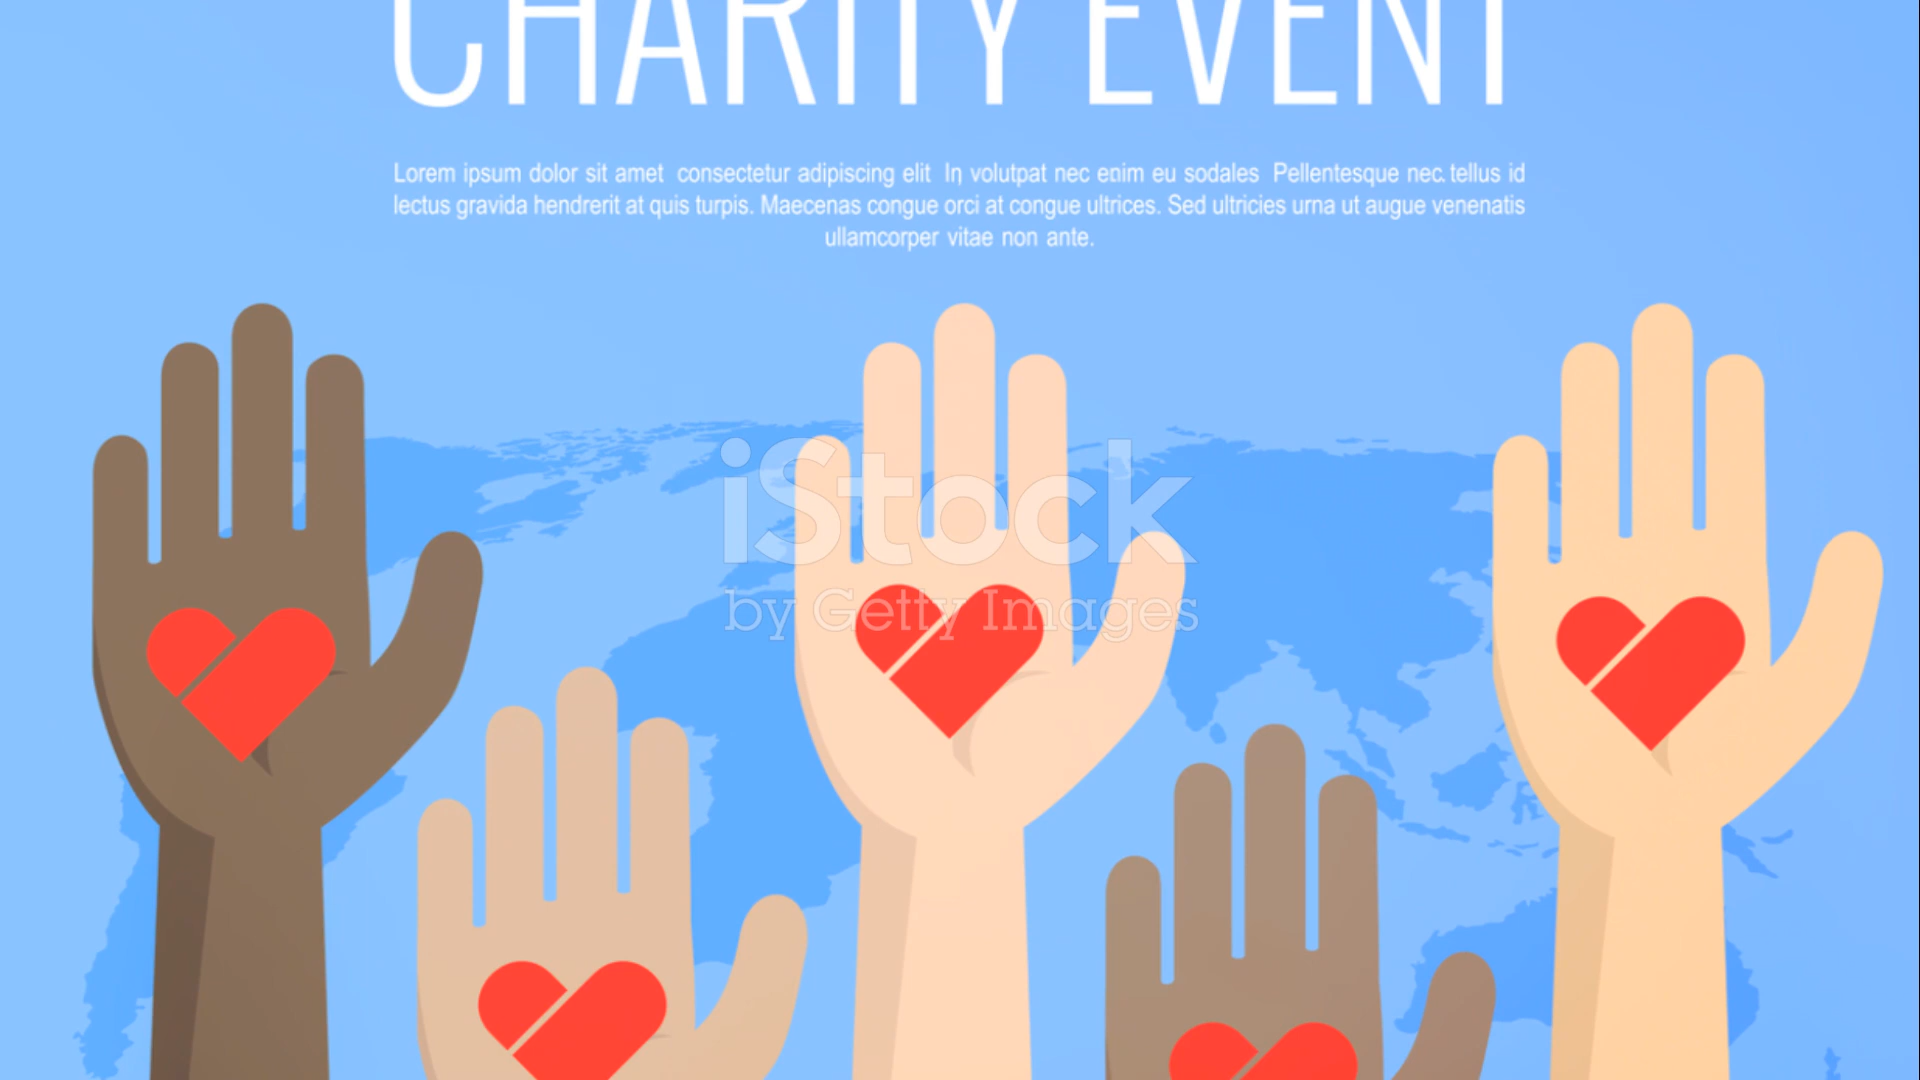 CHARITY EVENT
Lorem ipsum dolor sit amet  consectetur adipiscing elit  In volutpat nec enim eu sodales  Pellentesque nec tellus id
lectus gravida hendrerit at quis turpis. Maecenas congue orci at congue ultrices. Sed ultricies urna ut augue venenatis
ullamcorper vitae non ante.
iStock
by Getty Images